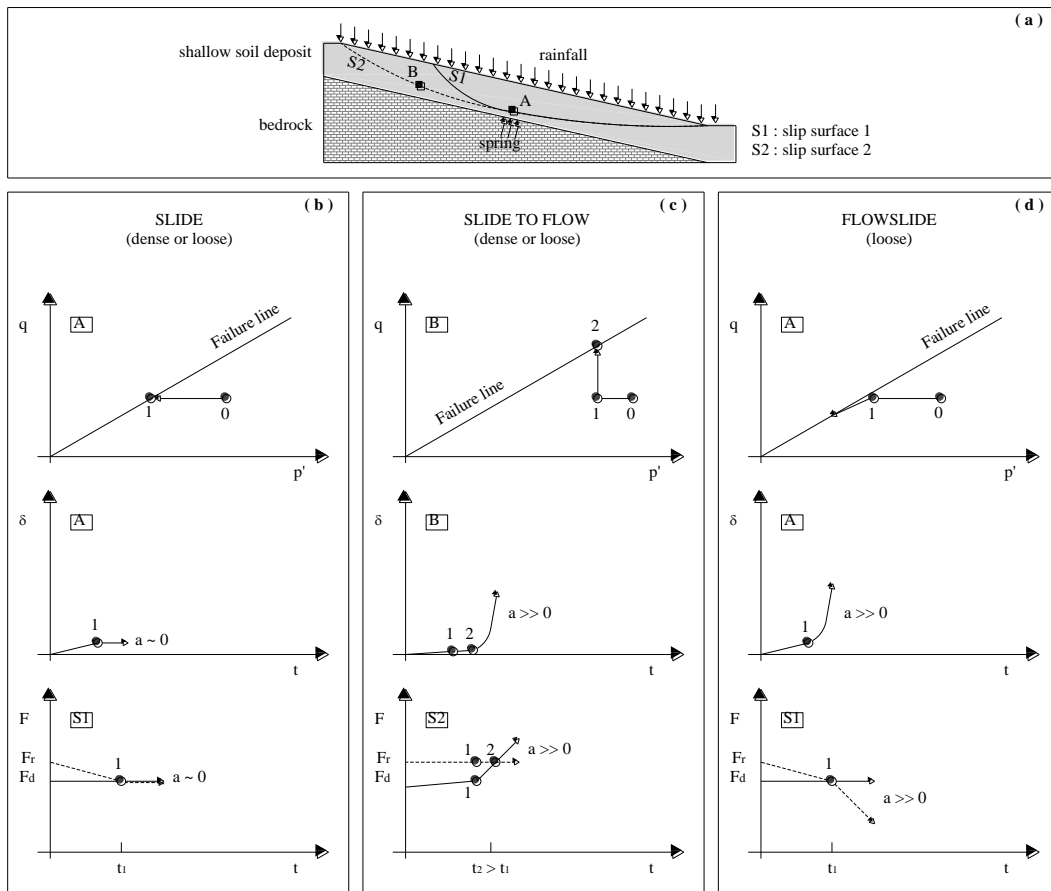 ( a )
shallow soil deposit
rainfall
S2
B
S1
A
bedrock
spring
S1 : slip surface 1
S2 : slip surface 2
( b )
SLIDE
(dense or loose)
q
A
Failure line
1
0
p'
δ
A
1
a ~ 0
t
F
S1
Fr
1
a ~ 0
Fd
t1
t
( c )
SLIDE TO FLOW
(dense or loose)
q
B
2
Failure line
1
0
p'
δ
B
a >> 0
1
2
t
F
S2
Fr
1
2
a >> 0
Fd
1
t2 > t1
t
( d )
FLOWSLIDE
(loose)
q
A
Failure line
1
0
p'
δ
A
a >> 0
1
t
F
S1
Fr
1
Fd
a >> 0
t1
t